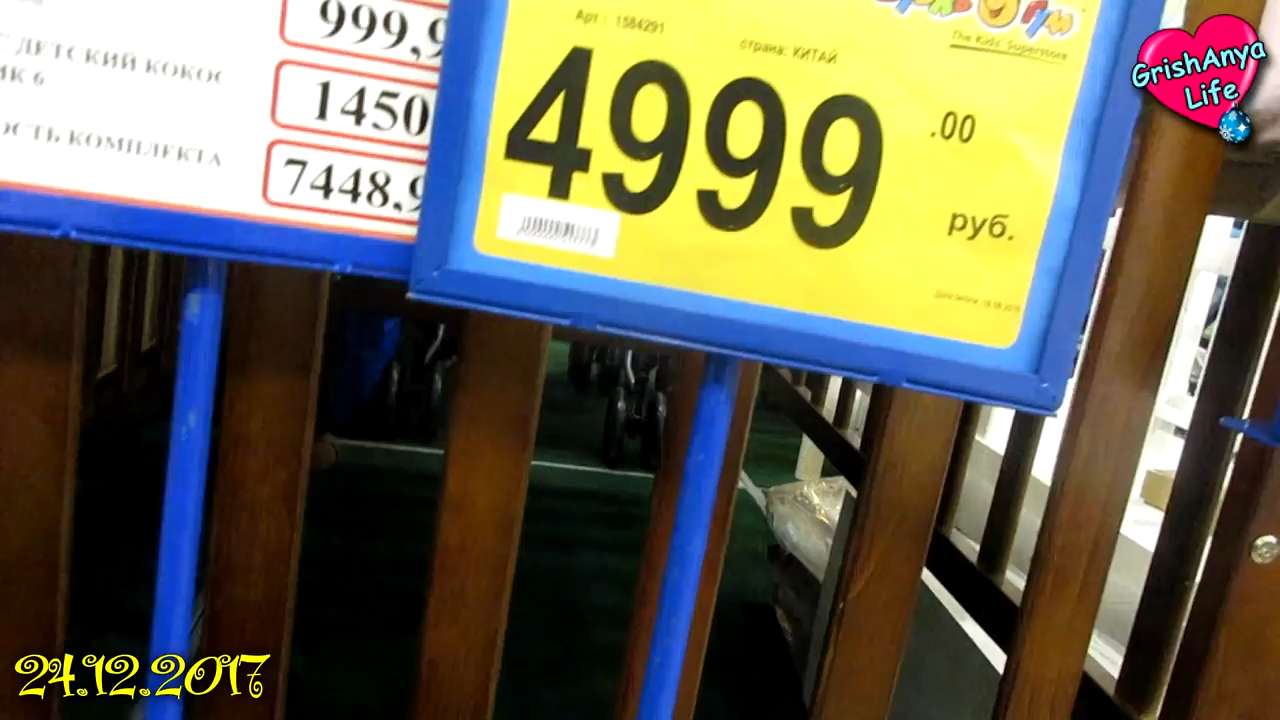 999,9
ДЕТСКИЙ КОКОС
ИК 6
1450
ОСТЬ КОМПЛЕКТА
7448,9
Арт : 1584291
страна: КИТАЙ
The Kids' Superstore
4999
.00
руб.
GrishAnya
Life
24.12.2017